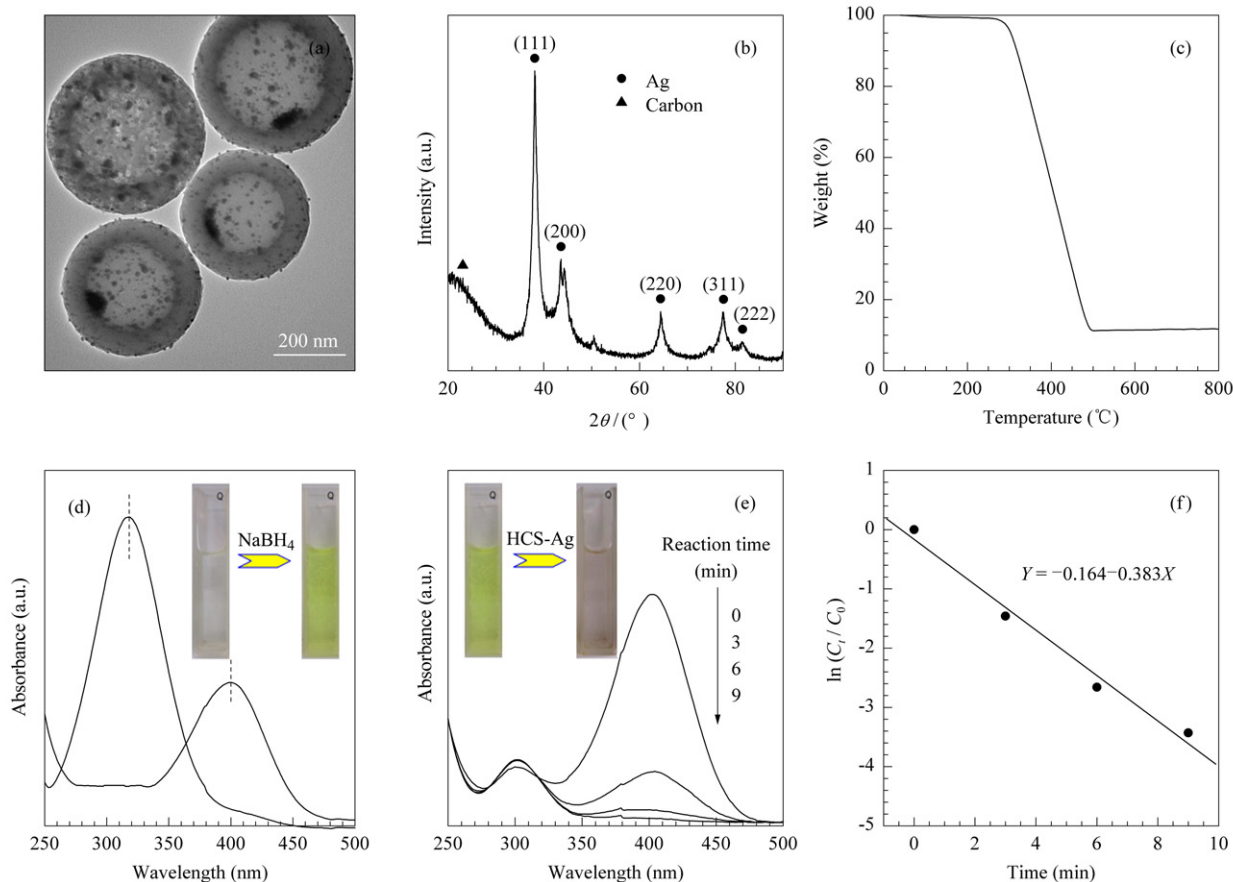 (a)
200 nm
(b)
(111)
Ag
Carbon
(200)
(220)
(311)
(222)
Intensity (a.u.)
20 40 60 80
2θ / (°)
(c)
100
80
60
40
20
0
Weight (%)
0 200 400 600 800
Temperature (℃)
(d)
Q Q
NaBH4
Absorbance (a.u.)
250 300 350 400 450 500
Wavelength (nm)
(e)
Q Q
HCS-Ag
Reaction time
(min)
0
3
6
9
Absorbance (a.u.)
250 300 350 400 450 500
Wavelength (nm)
(f)
1
0
-1
-2
-3
-4
-5
Y = −0.164−0.383X
ln (Ct / C0)
0 2 4 6 8 10
Time (min)